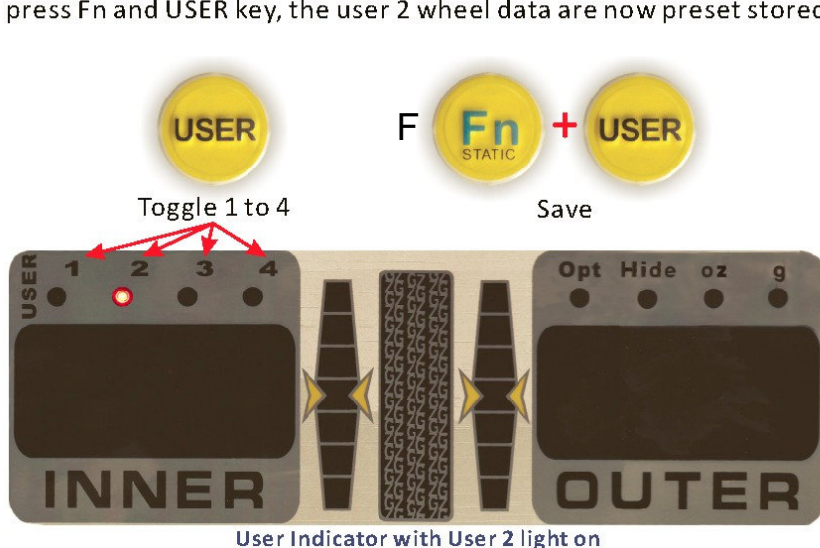 press Fn and USER key, the user 2 wheel data are now preset stored
USER
F Fn + USER
STATIC
Toggle 1 to 4
Save
USER
1 2 3 4
Opt Hide oz g
INNER
OUTER
User Indicator with User 2 light on